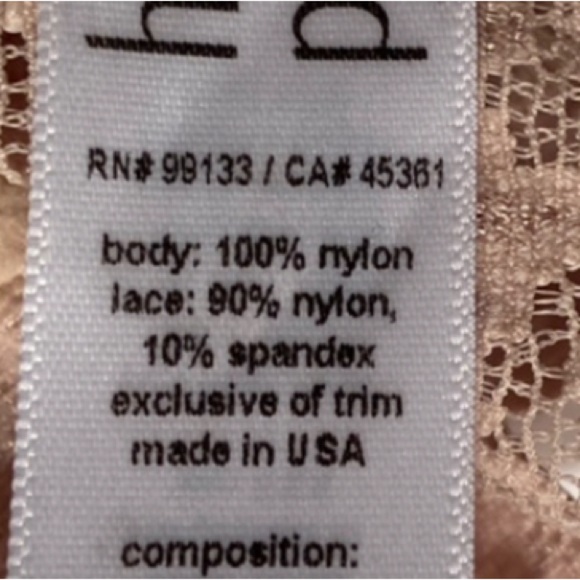 RN# 99133 / CA# 45361
body: 100% nylon
lace: 90% nylon,
10% spandex
exclusive of trim
made in USA
composition: